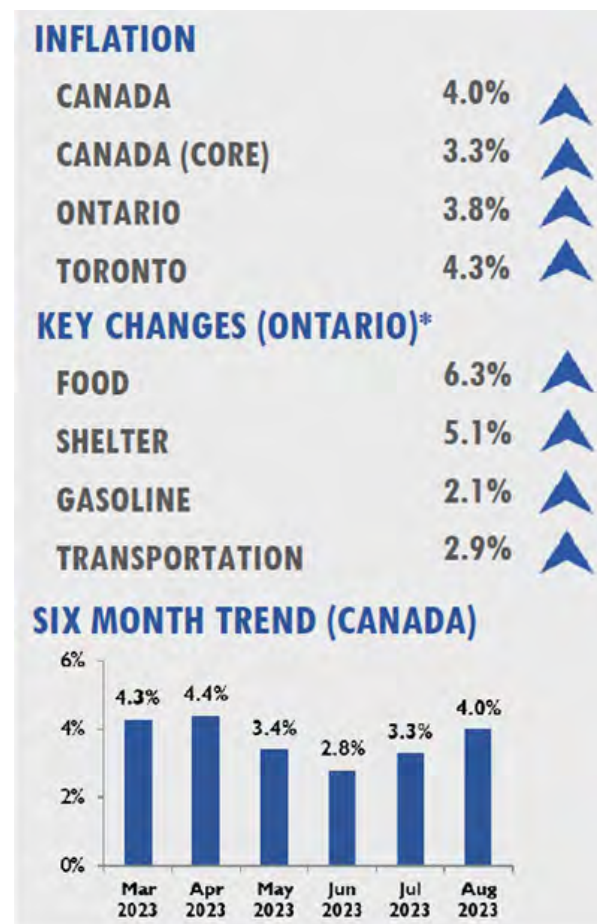 INFLATION
CANADA 4.0%
CANADA (CORE) 3.3%
ONTARIO 3.8%
TORONTO 4.3%
KEY CHANGES (ONTARIO)*
FOOD 6.3%
SHELTER 5.1%
GASOLINE 2.1%
TRANSPORTATION 2.9%
SIX MONTH TREND (CANADA)
6%
4.3% 4.4% 3.4% 2.8% 3.3% 4.0%
4%
2%
0%
Mar Apr May Jun Jul Aug
2023 2023 2023 2023 2023 2023